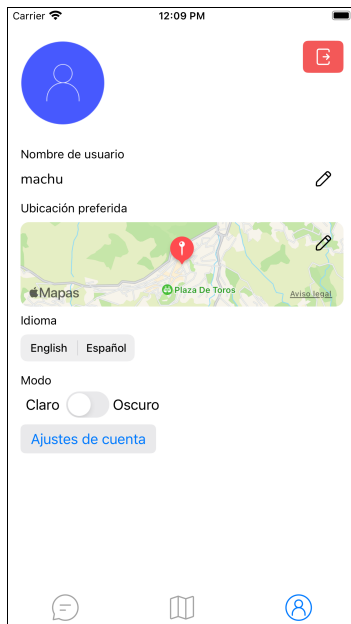 Carrier 12:09 PM
Nombre de usuario
machu
Ubicación preferida
Mapas
Plaza De Toros
Aviso legal
Idioma
English Español
Modo
Claro Oscuro
Ajustes de cuenta